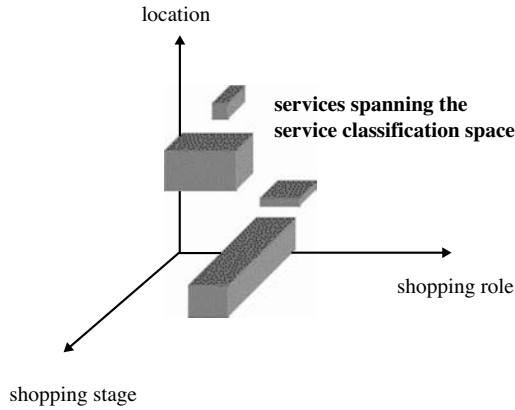 location
services spanning the
service classification space
shopping role
shopping stage